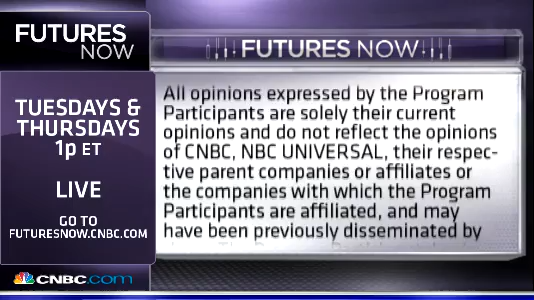 FUTURES
NOW
TUESDAYS &
THURSDAYS
1p ET
LIVE
GO TO
FUTURESNOW.CNBC.COM
CNBC.com
FUTURES NOW
All opinions expressed by the Program
Participants are solely their current
opinions and do not reflect the opinions
of CNBC, NBC UNIVERSAL, their respec-
tive parent companies or affiliates or
the companies with which the Program
Participants are affiliated, and may
have been previously disseminated by